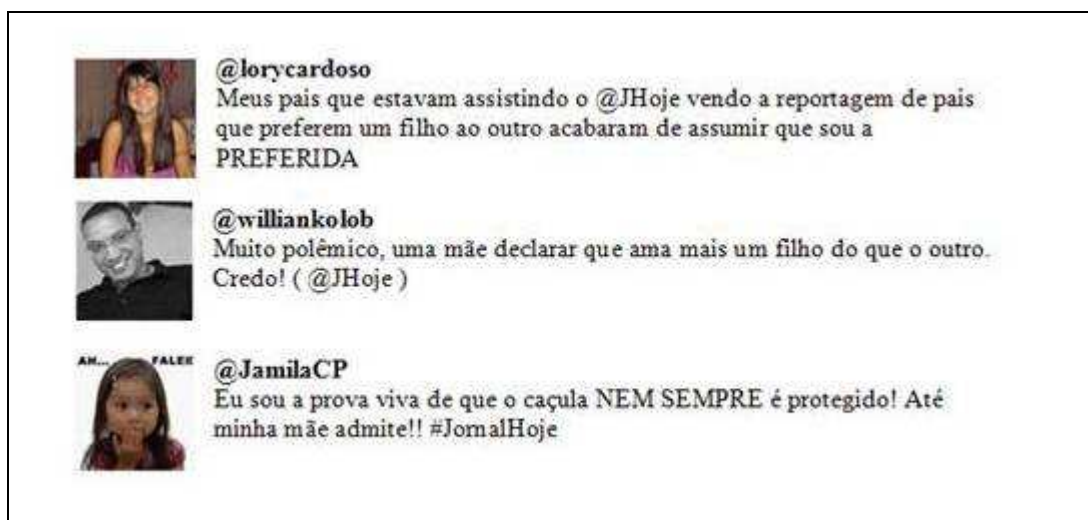 @lorycardoso
Meus pais que estavam assistindo o @JHoje vendo a reportagem de pais
que preferem um filho ao outro acabaram de assumir que sou a
PREFERIDA
@williankolob
Muito polêmico, uma mãe declarar que ama mais um filho do que o outro.
Credo! ( @JHoje )
AH... FALEI
@JamilaCP
Eu sou a prova viva de que o caçula NEM SEMPRE é protegido! Até
minha mãe admite!! #JornalHoje